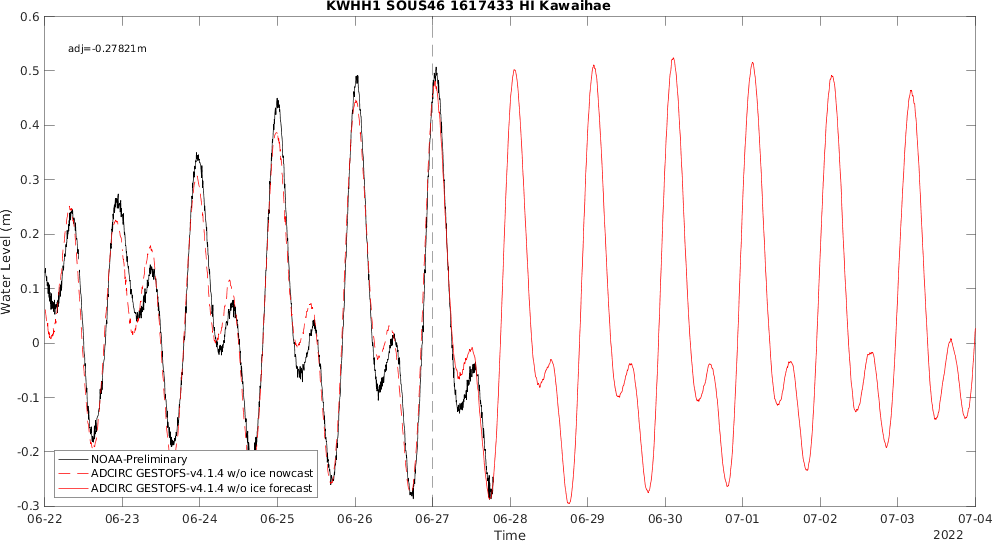 KWHH1 SOUS46 1617433 HI Kawaihae
adj=-0.27821m
0.6
0.5
0.4
0.3
0.2
0.1
0
-0.1
-0.2
-0.3
Water Level (m)
NOAA-Preliminary
ADCIRC GESTOFS-v4.1.4 w/o ice nowcast
ADCIRC GESTOFS-v4.1.4 w/o ice forecast
06-22 06-23 06-24 06-25 06-26 06-27 06-28 06-29 06-30 07-01 07-02 07-03 07-04
Time
2022